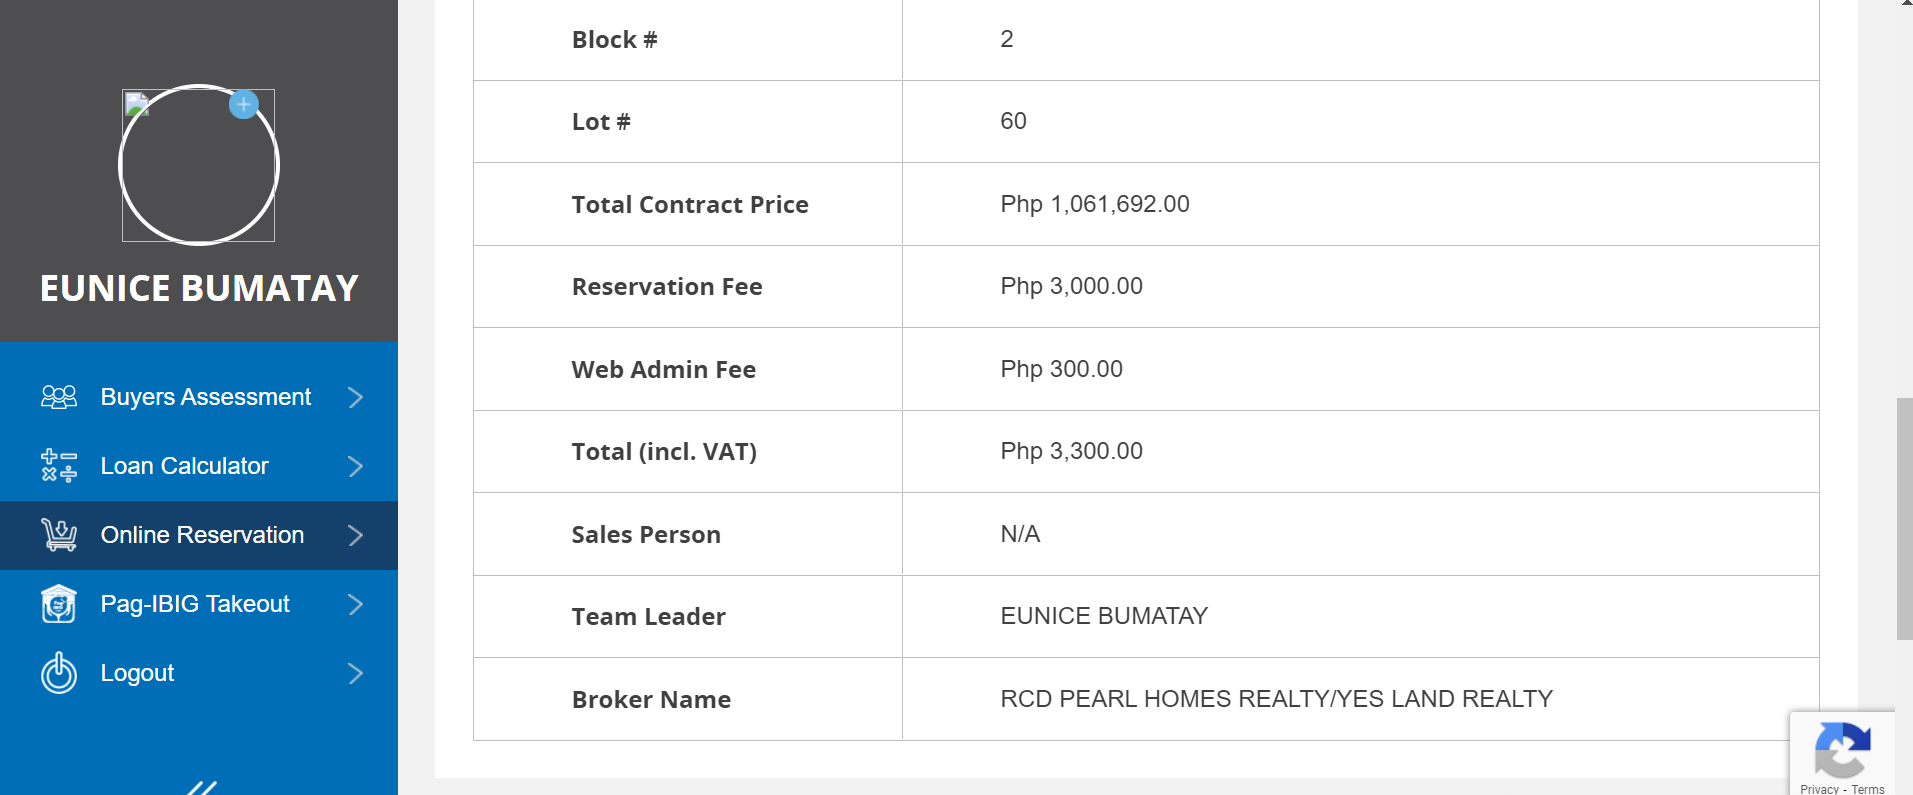 EUNICE BUMATAY
Buyers Assessment
Loan Calculator
Online Reservation
Pag-IBIG Takeout
Logout
Block # 2
Lot # 60
Total Contract Price Php 1,061,692.00
Reservation Fee Php 3,000.00
Web Admin Fee Php 300.00
Total (incl. VAT) Php 3,300.00
Sales Person N/A
Team Leader EUNICE BUMATAY
Broker Name RCD PEARL HOMES REALTY/YES LAND REALTY
Privacy - Terms